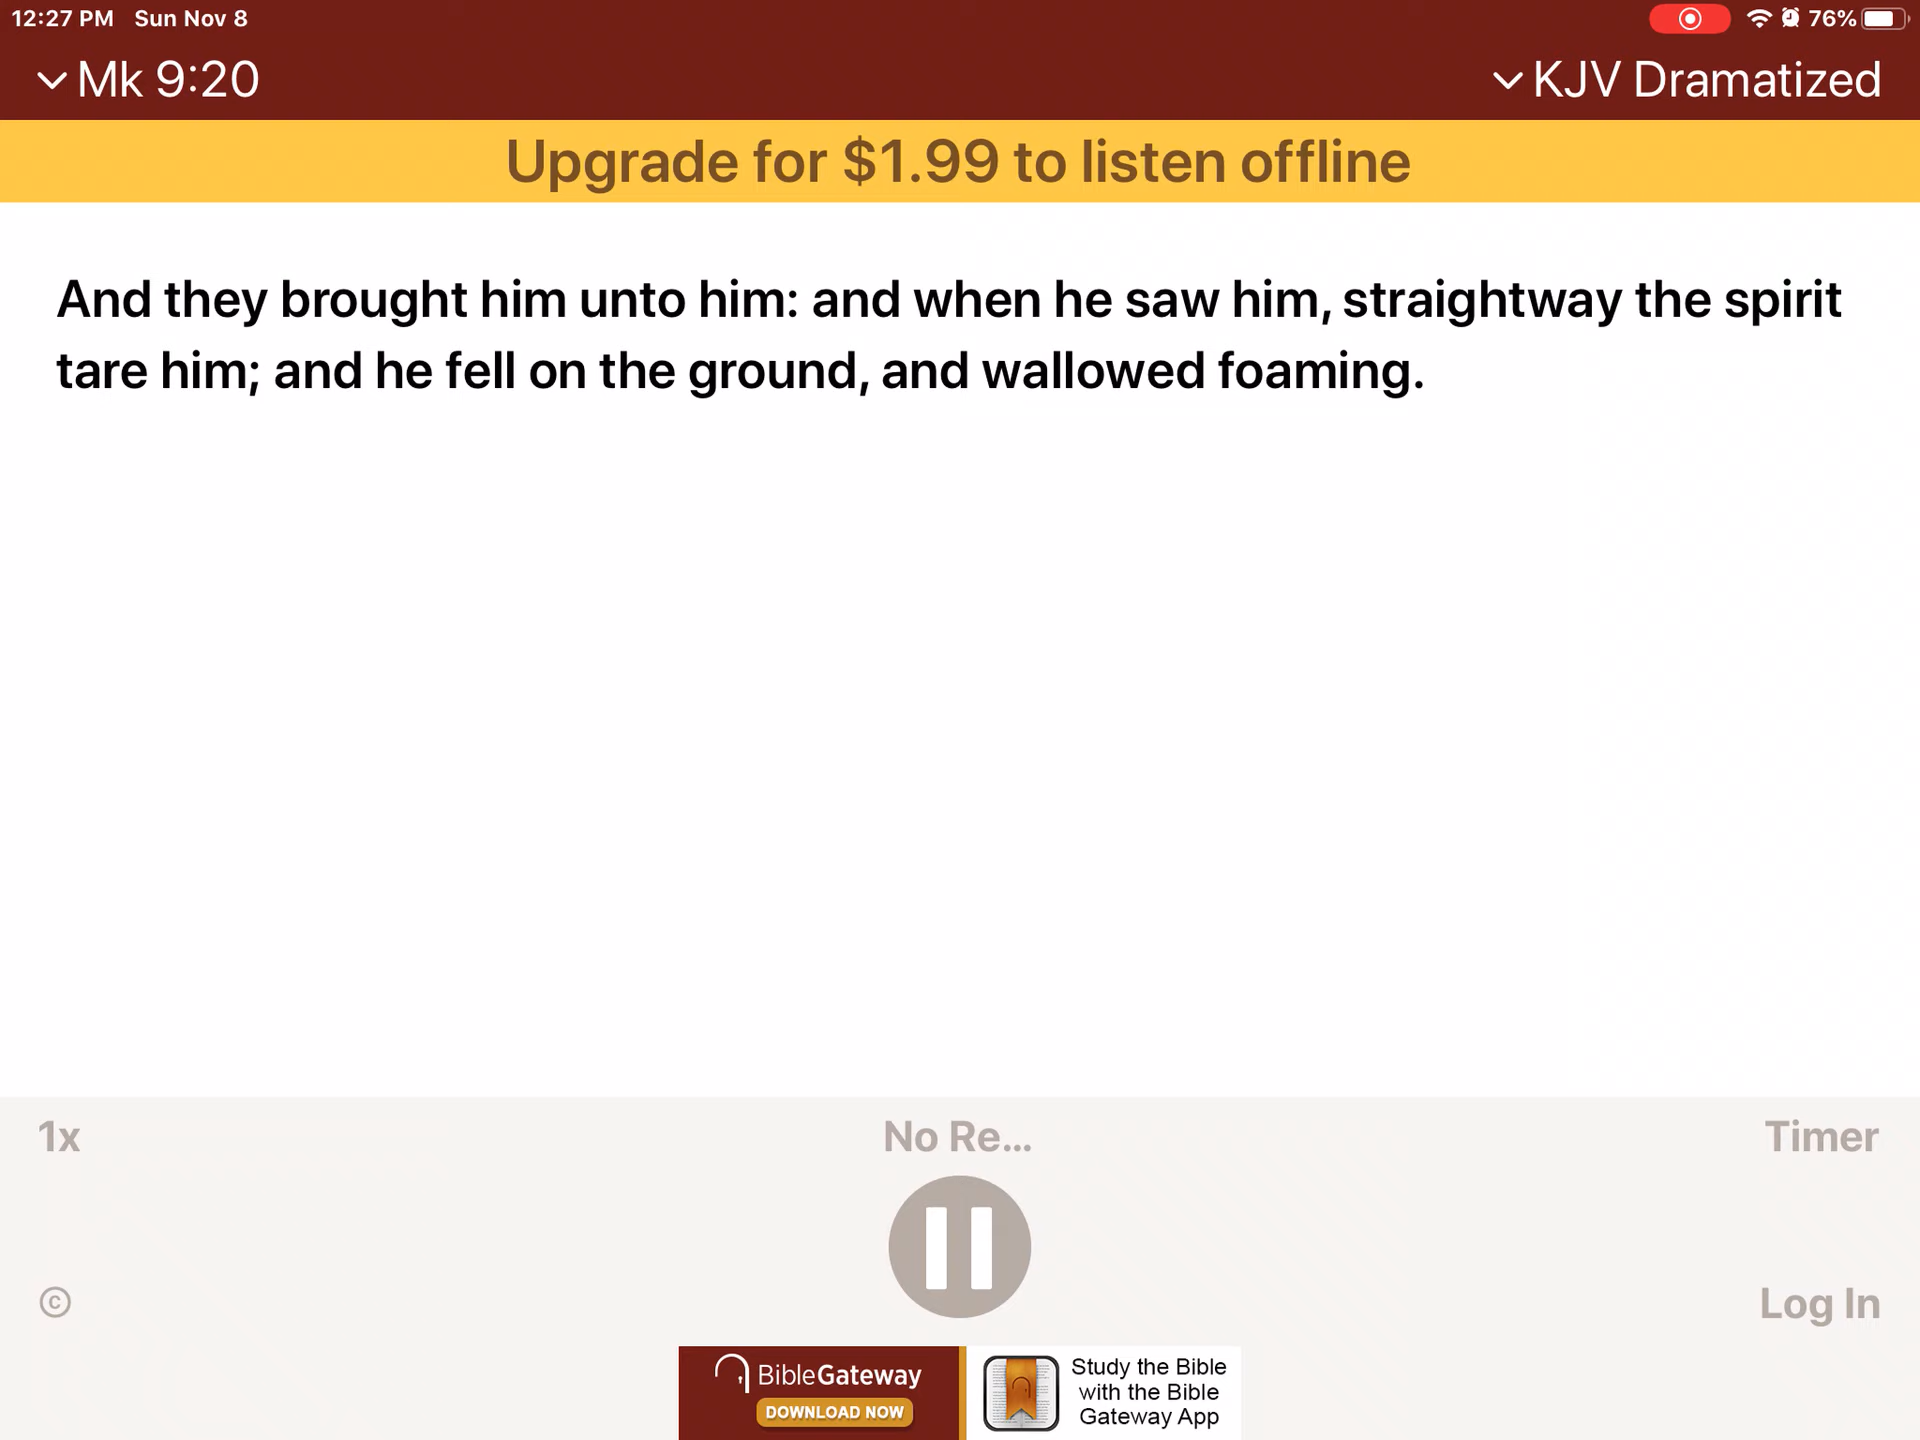 12:27 PM Sun Nov 8 76%
Mk 9:20 KJV Dramatized
Upgrade for $1.99 to listen offline
And they brought him unto him: and when he saw him, straightway the spirit
tare him; and he fell on the ground, and wallowed foaming.
1x No Re... Timer
© Log In
BibleGateway
DOWNLOAD NOW
Study the Bible
with the Bible
Gateway App